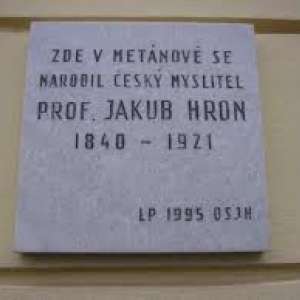 ZDE V METÁNOVĚ SE
NARODIL ČESKÝ MYSLITEL
PROF. JAKUB HRON
1840 - 1921
LP 1995 OSJH